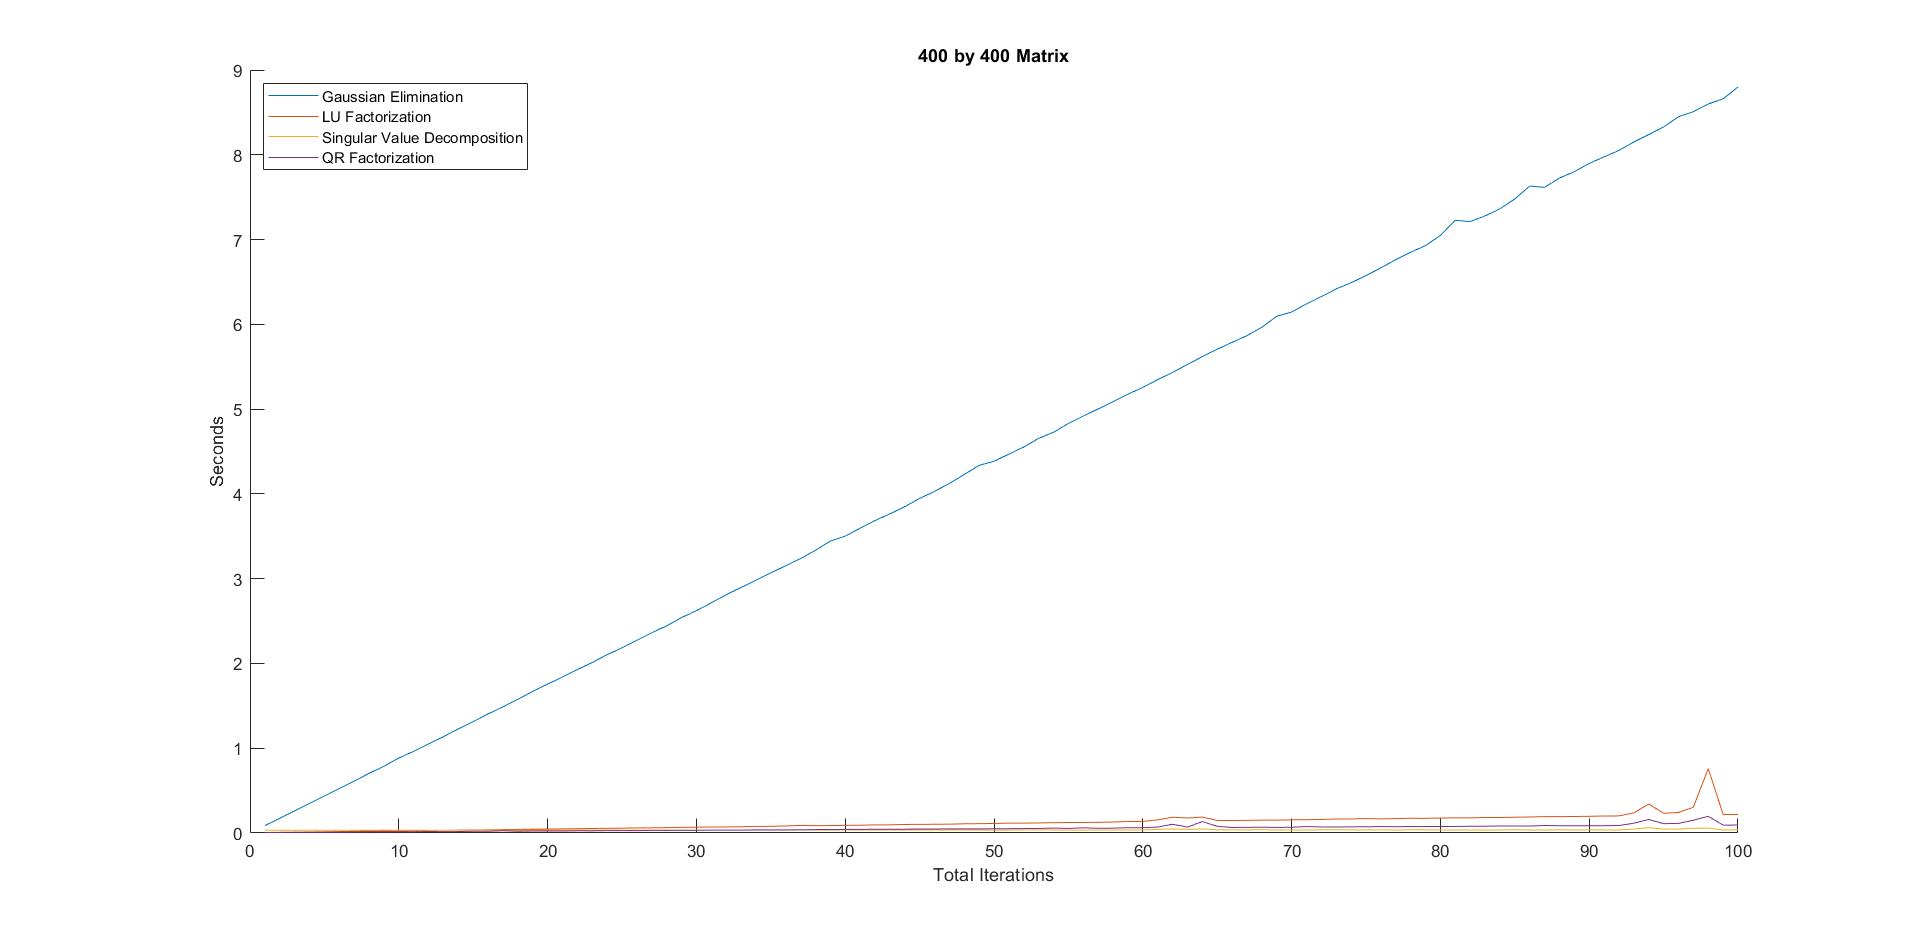 400 by 400 Matrix
Gaussian Elimination
LU Factorization
Singular Value Decomposition
QR Factorization
Seconds
9
8
7
6
5
4
3
2
1
0
0 10 20 30 40 50 60 70 80 90 100
Total Iterations